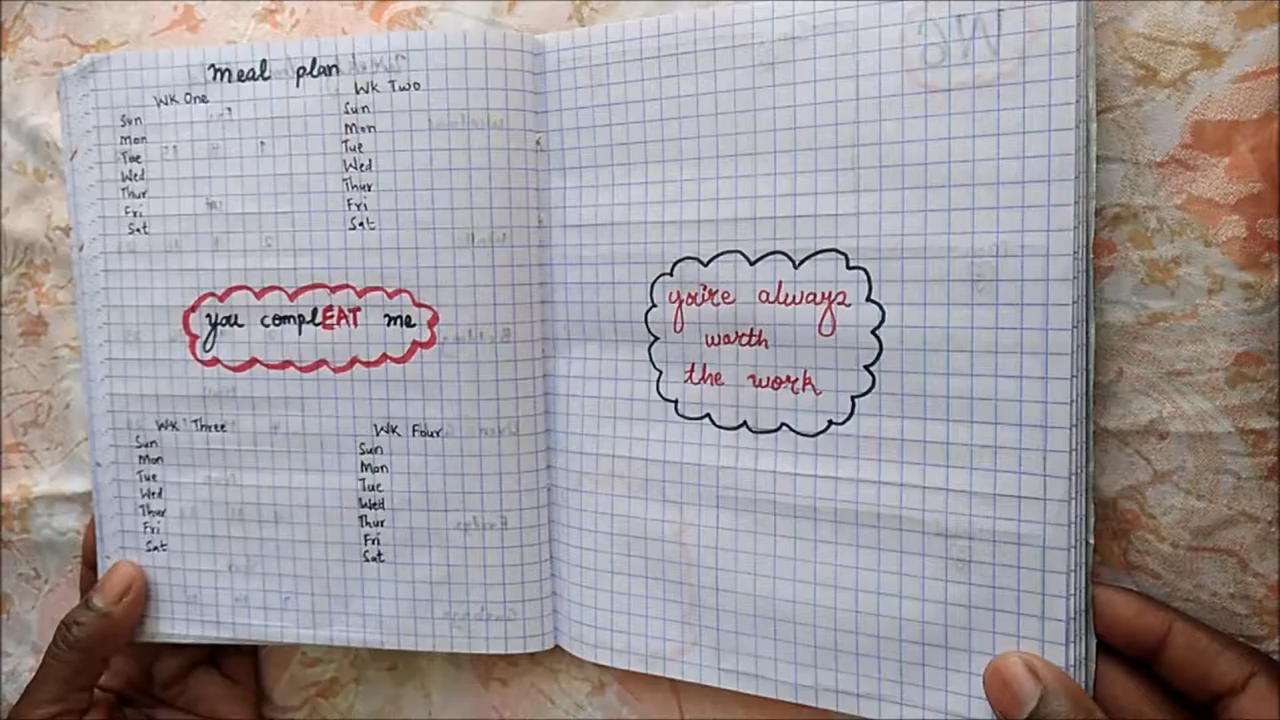 Meal plan
WK One
Sun
Mon
Tue
Wed
Thur
Fri
Sat
WK Two
Sun
Mon
Tue
Wed
Thur
Fri
Sat
you complEAT me
WK Three
Sun
Mon
Tue
Wed
Thur
Fri
Sat
WK Four
Sun
Mon
Tue
Wed
Thur
Fri
Sat
you're always
worth
the work